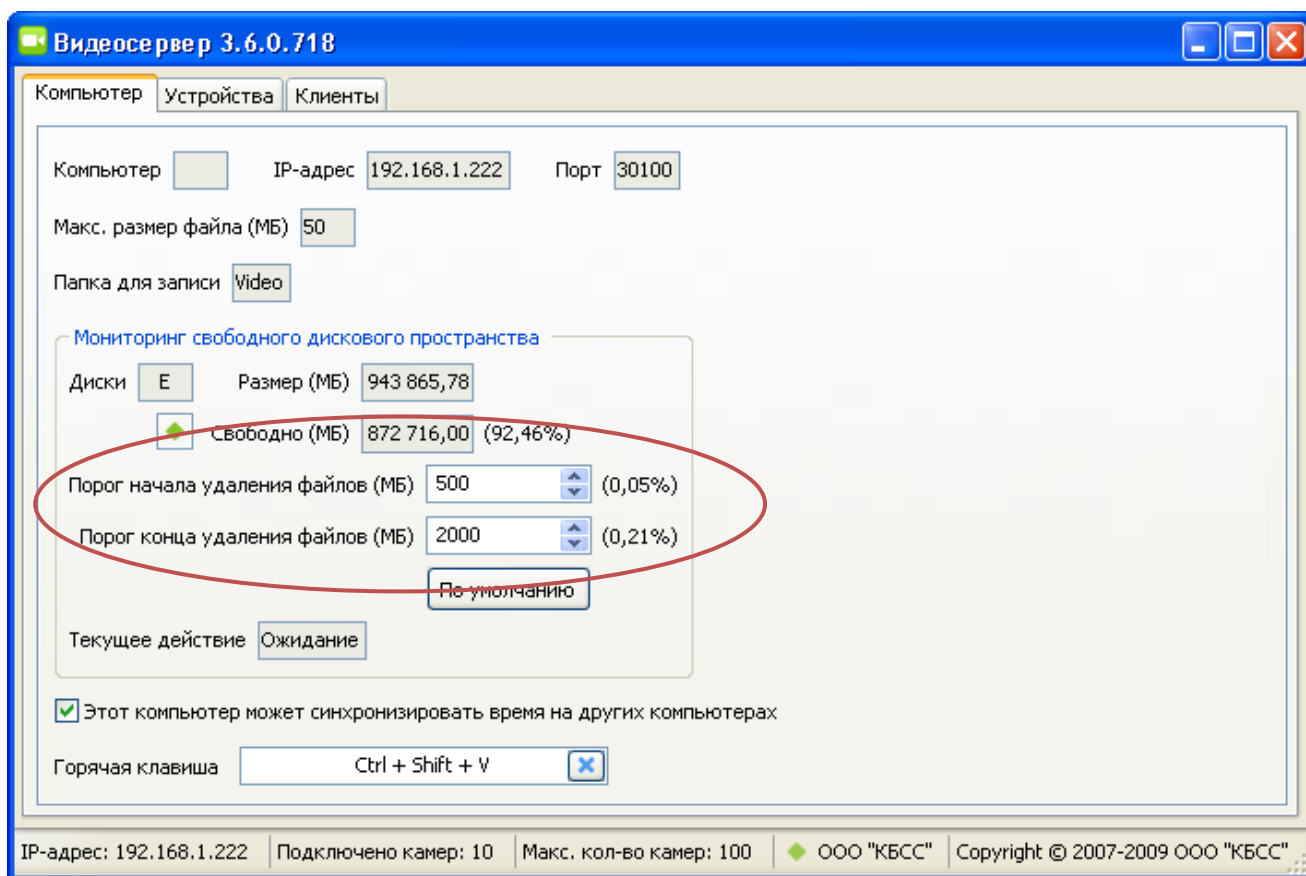 Видеосервер 3.6.0.718
Компьютер Устройства Клиенты
Компьютер IP-адрес 192.168.1.222 Порт 30100
Макс. размер файла (МБ) 50
Папка для записи Video
Мониторинг свободного дискового пространства
Диски E Размер (МБ) 943 865,78
Свободно (МБ) 872 716,00 (92,46%)
Порог начала удаления файлов (МБ) 500 (0,05%)
Порог конца удаления файлов (МБ) 2000 (0,21%)
По умолчанию
Текущее действие Ожидание
Этот компьютер может синхронизировать время на других компьютерах
Горячая клавиша Ctrl + Shift + V
IP-адрес: 192.168.1.222 Подключено камер: 10 Макс. кол-во камер: 100 ООО "КБСС" Copyright © 2007-2009 ООО "КБСС"